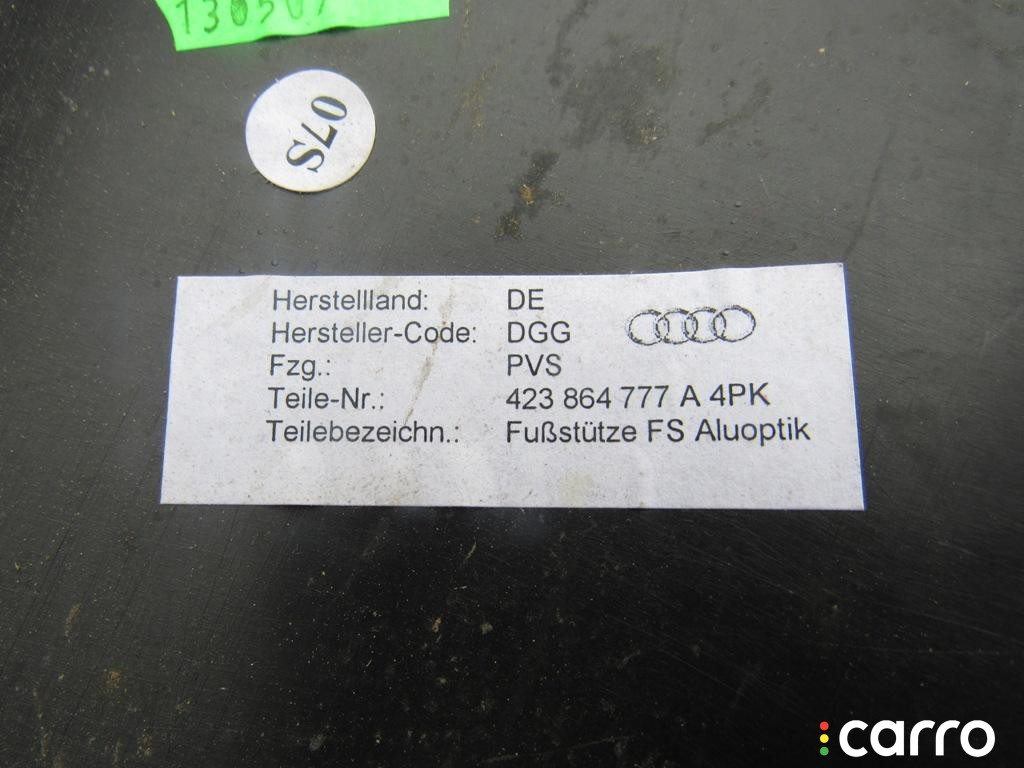 SL0
Herstellland: DE
Hersteller-Code: DGG
Fzg.: PVS
Teile-Nr.: 423 864 777 A 4PK
Teilebezeichn.: Fußstütze FS Aluoptik
carro